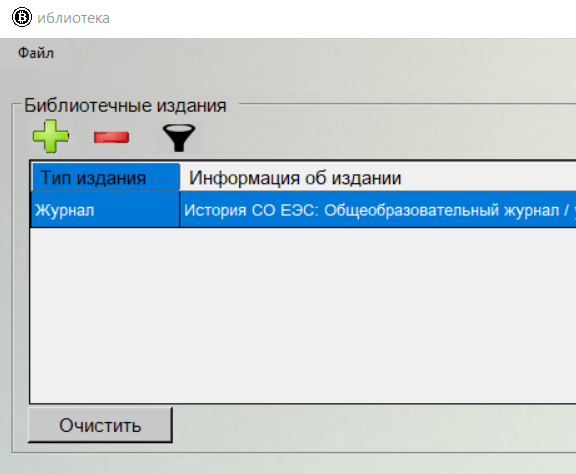 В иблиотека
Файл
Библиотечные издания
Тип издания Информация об издании
Журнал История СО ЕЭС: Общеобразовательный журнал /
Очистить